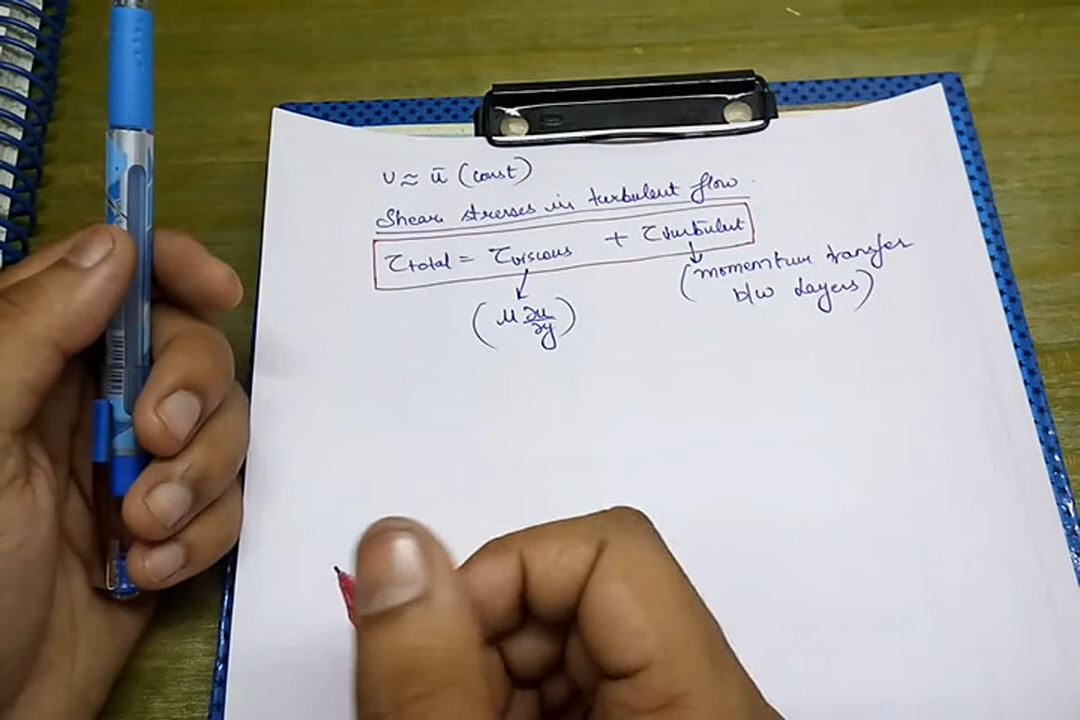 u ≈ ū (const)
Shear stresses in turbulent flow.
τtotal = τviscous + τturbulent
(μ ∂u/∂y)
(momentum transfer
b/w layers)